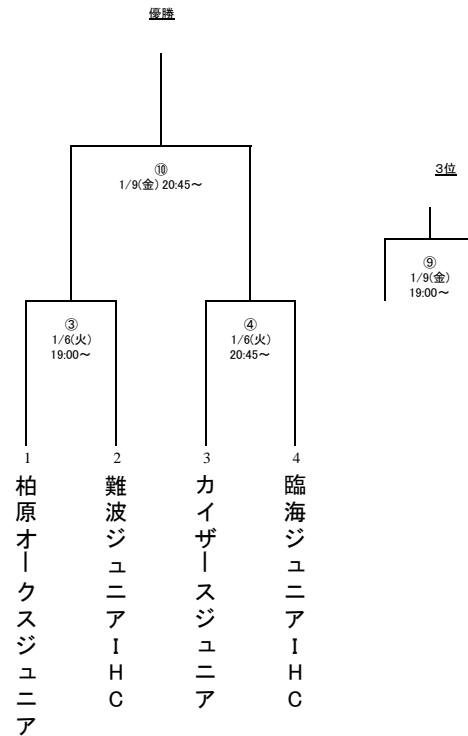 優勝
⑩
1/9(金) 20:45～
3位
⑨
1/9(金)
19:00～
③
1/6(火)
19:00～
④
1/6(火)
20:45～
1
2
3
4
柏原オークスジュニア
難波ジュニアIHC
カイザースジュニア
臨海ジュニアIHC